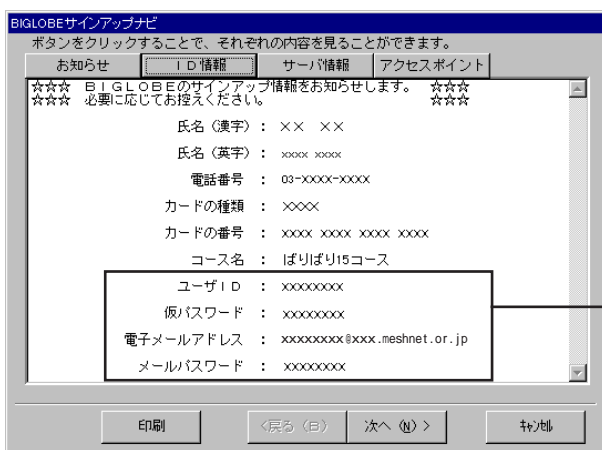 BIGLOBEサインアップナビ
ボタンをクリックすることで、それぞれの内容を見ることができます。
お知らせ ＩＤ情報 サーバ情報 アクセスポイント
☆☆☆ ＢＩＧＬＯＢＥのサインアップ情報をお知らせします。 ☆☆☆
☆☆☆ 必要に応じてお控えください。 ☆☆☆
氏名（漢字） ： ×× ××
氏名（英字） ： xxxx xxxx
電話番号 ： 03-XXXX-XXXX
カードの種類 ： XXXX
カードの番号 ： xxxx xxxx xxxx xxxx
コース名 ： ばりばり15コース
ユーザＩＤ ： xxxxxxxx
仮パスワード ： xxxxxxxx
電子メールアドレス ： xxxxxxxx@xxx.meshnet.or.jp
メールパスワード ： xxxxxxxx
印刷 <戻る（B） 次へ（N）> ｷｬﾝｾﾙ